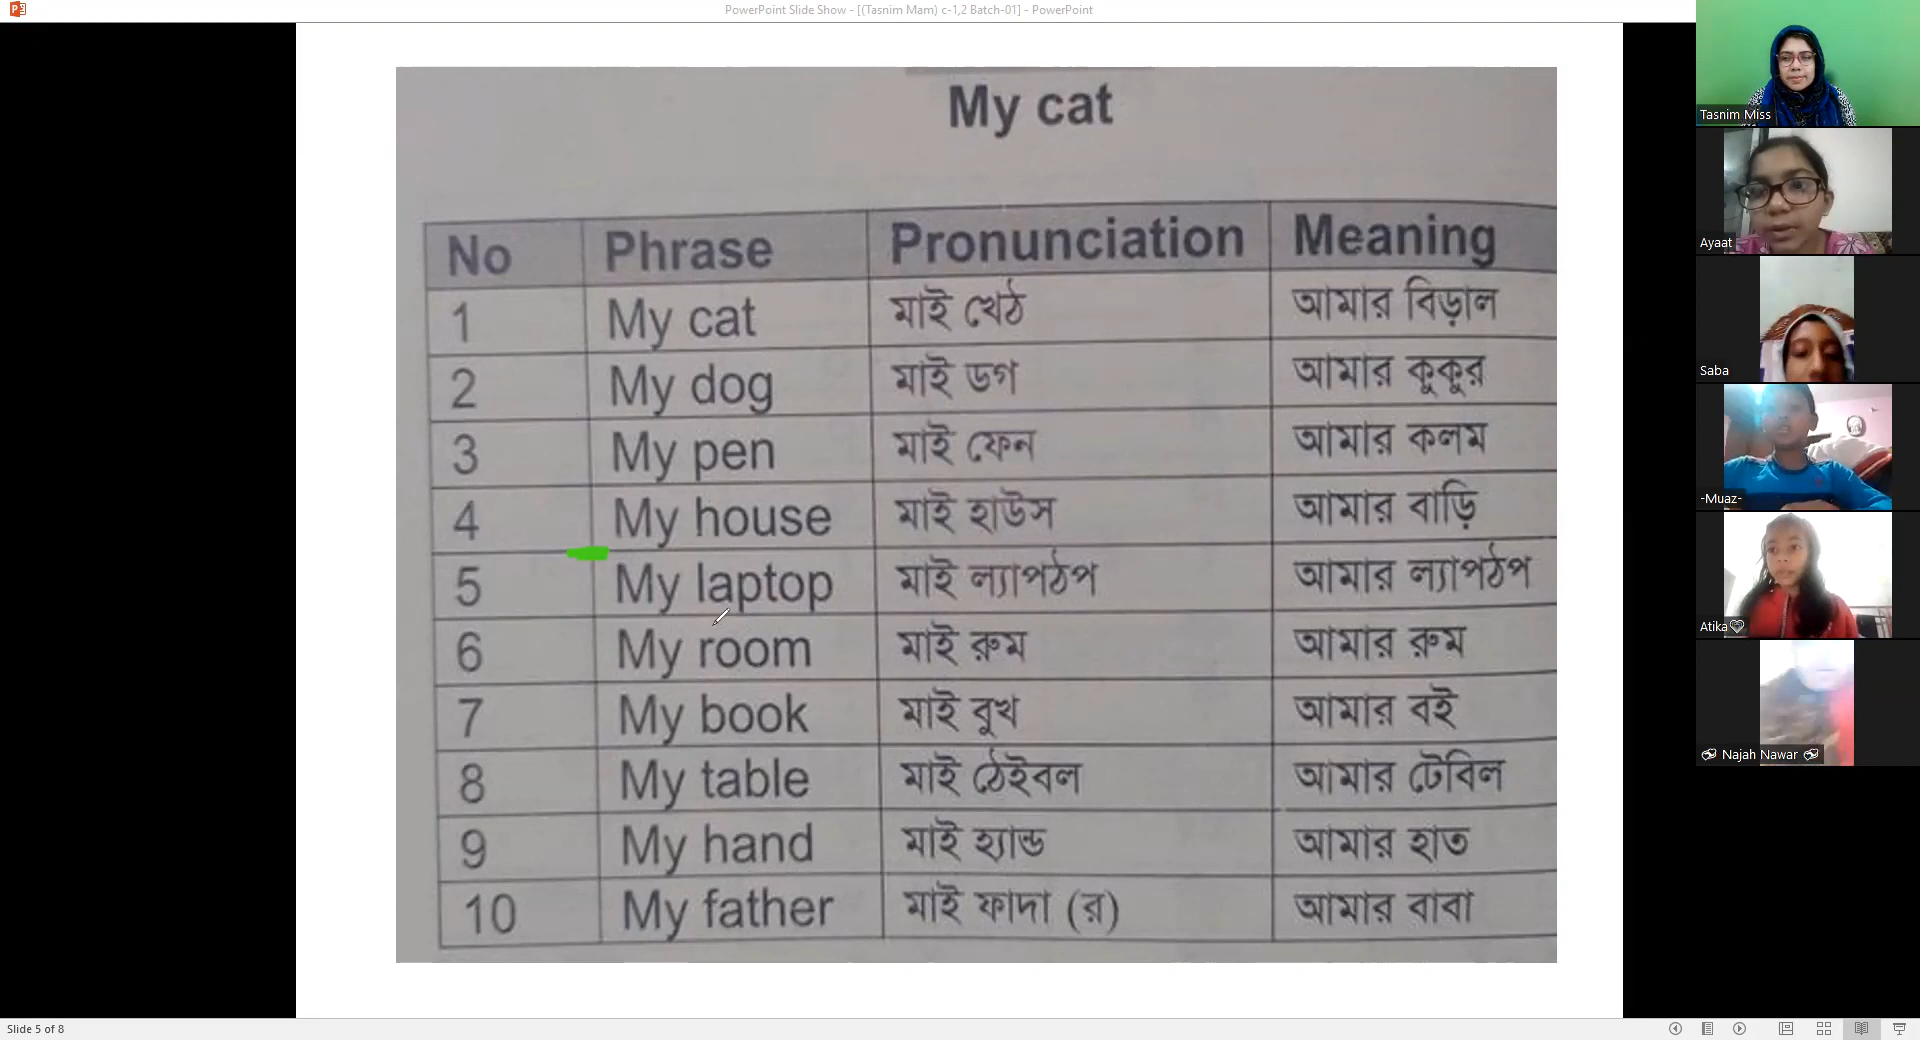 PowerPoint Slide Show - [(Tasnim Mam) c-1,2 Batch-01] - PowerPoint
My cat
No Phrase Pronunciation Meaning
1 My cat মাই খেঠ আমার বিড়াল
2 My dog মাই ডগ আমার কুকুর
3 My pen মাই ফেন আমার কলম
4 My house মাই হাউস আমার বাড়ি
5 My laptop মাই ল্যাপঠপ আমার ল্যাপঠপ
6 My room মাই রুম আমার রুম
7 My book মাই বুখ আমার বই
8 My table মাই ঠেইবল আমার টেবিল
9 My hand মাই হ্যান্ড আমার হাত
10 My father মাই ফাদা (র) আমার বাবা
Tasnim Miss
Ayaat
Saba
-Muaz-
Atika
Najah Nawar
Slide 5 of 8